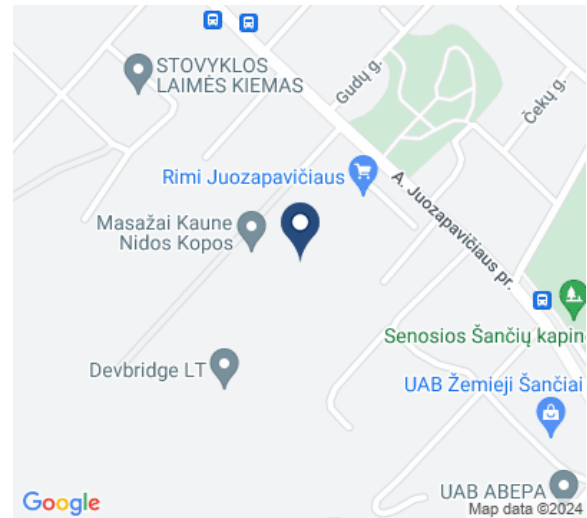 STOVYKLOS
LAIMĖS KIEMAS
Gudų g.
Čekų g.
Rimi Juozapavičiaus
A. Juozapavičiaus pr.
Masažai Kaune
Nidos Kopos
Senosios Šančių kapin
Devbridge LT
UAB Žemieji Šančiai
UAB ABEPA
Google
Map data ©2024